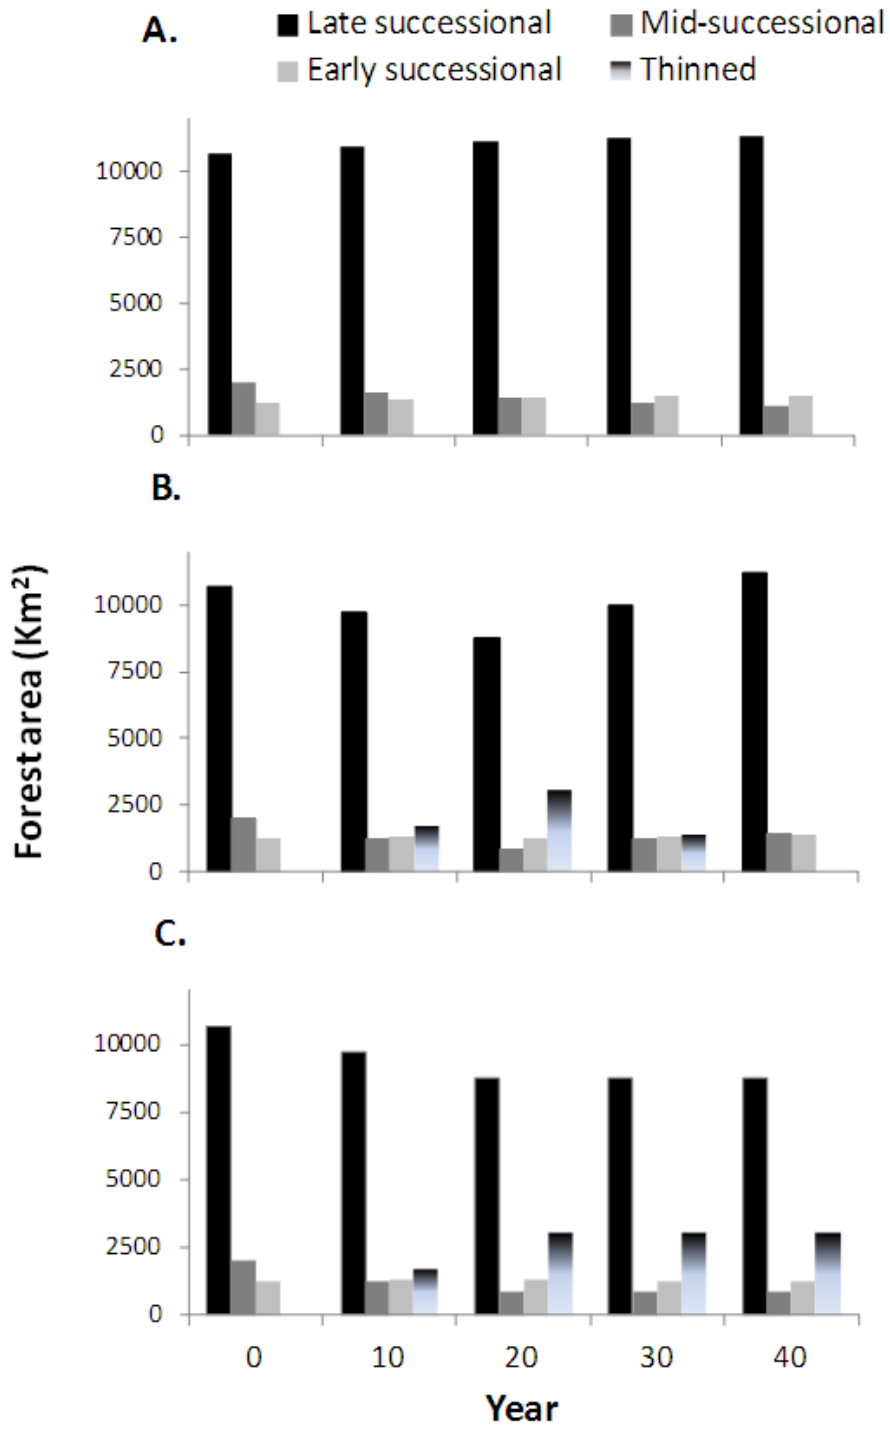 A.
Late successional
Mid-successional
Early successional
Thinned
10000
7500
5000
2500
0
B.
10000
7500
5000
2500
0
Forest area (Km²)
C.
10000
7500
5000
2500
0
0 10 20 30 40
Year